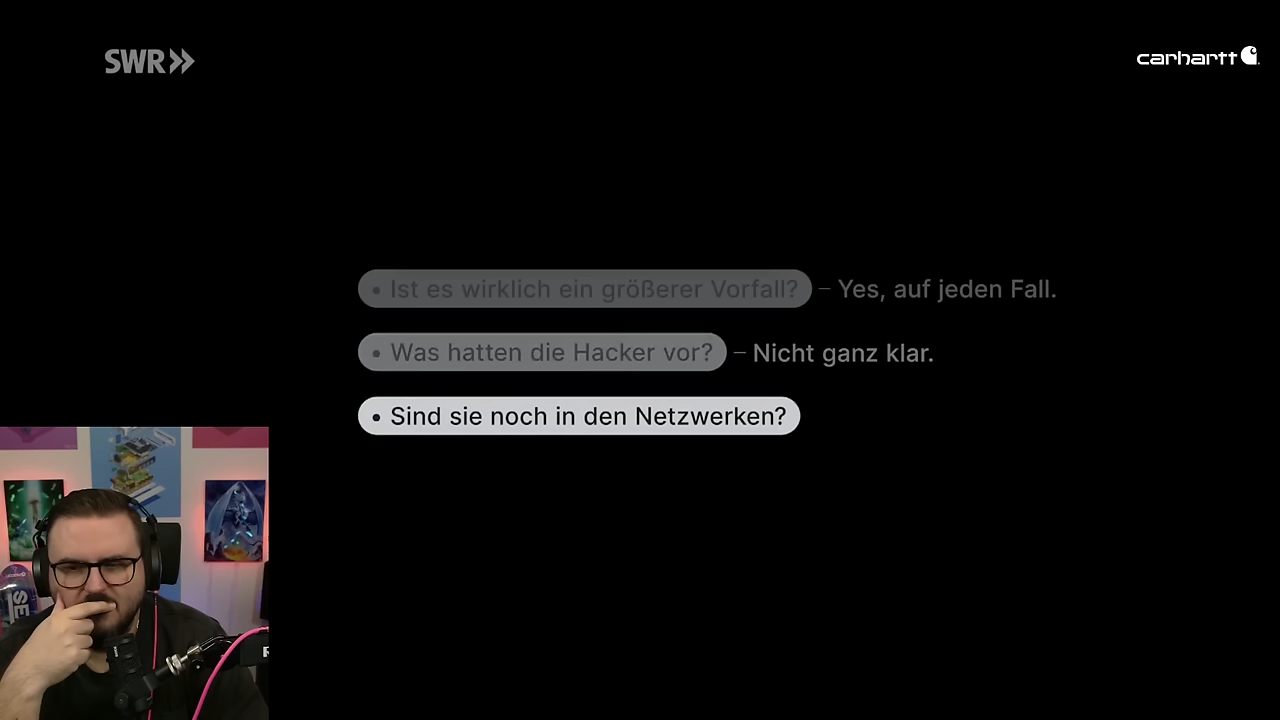 SWR
carhartt
• Ist es wirklich ein größerer Vorfall? – Yes, auf jeden Fall.
• Was hatten die Hacker vor? – Nicht ganz klar.
• Sind sie noch in den Netzwerken?
SE
R